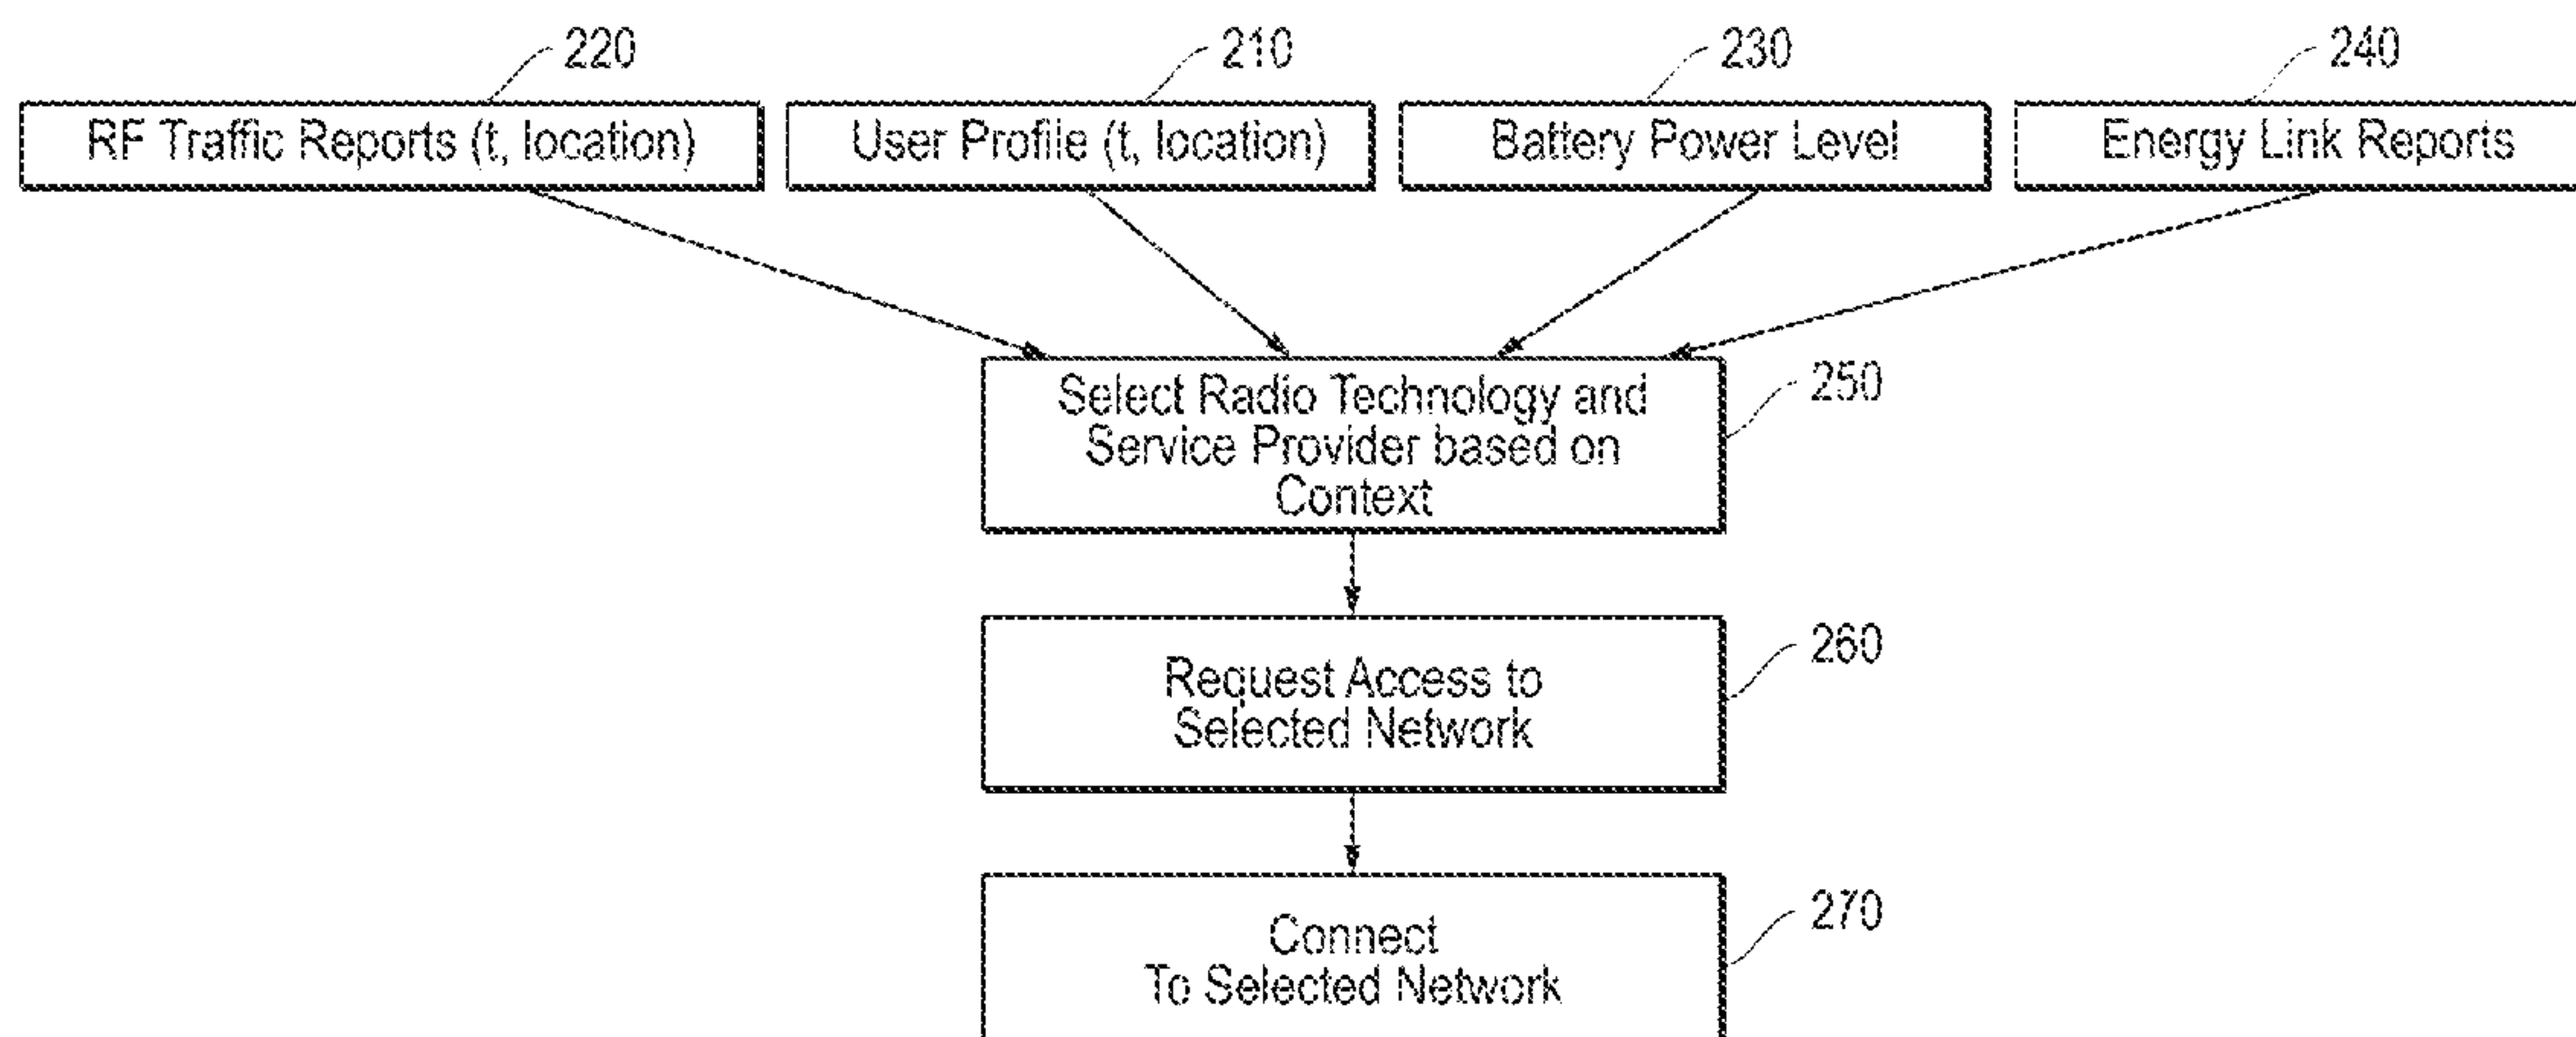 220
210
230
240
RF Traffic Reports (t, location)
User Profile (t, location)
Battery Power Level
Energy Link Reports
250
Select Radio Technology and
Service Provider based on
Context
260
Request Access to
Selected Network
270
Connect
To Selected Network